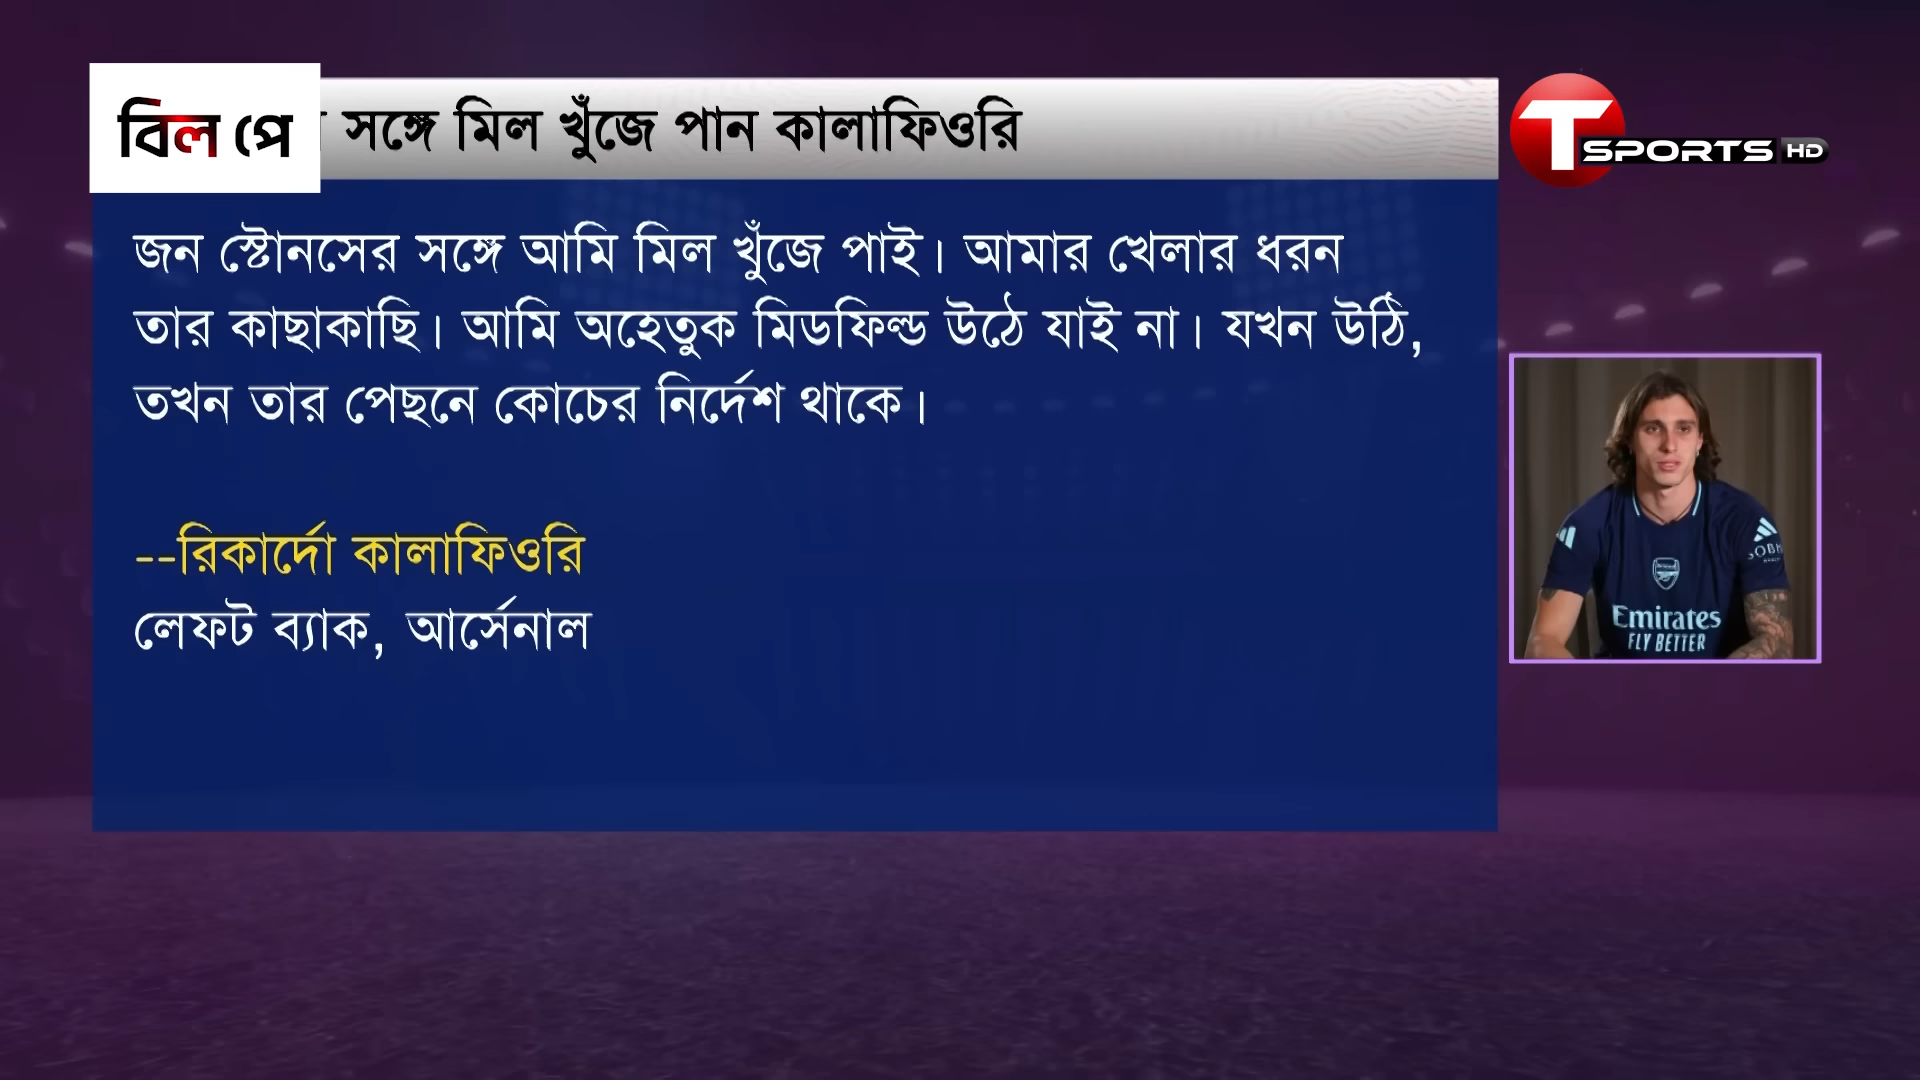 বিল পে
সঙ্গে মিল খুঁজে পান কালাফিওরি
T SPORTS HD
জন স্টোনসের সঙ্গে আমি মিল খুঁজে পাই। আমার খেলার ধরন
তার কাছাকাছি। আমি অহেতুক মিডফিল্ড উঠে যাই না। যখন উঠি,
তখন তার পেছনে কোচের নির্দেশ থাকে।
--রিকার্দো কালাফিওরি
লেফট ব্যাক, আর্সেনাল
Emirates
FLY BETTER